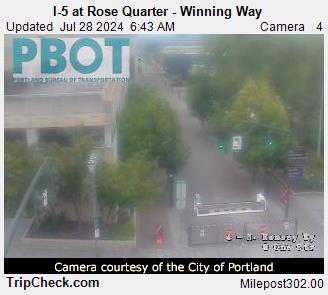 I-5 at Rose Quarter - Winning Way
Updated Jul 28 2024 6:43 AM Camera 4
PBOT
PORTLAND BUREAU OF TRANSPORTATION
Camera courtesy of the City of Portland
TripCheck.com Milepost302.00